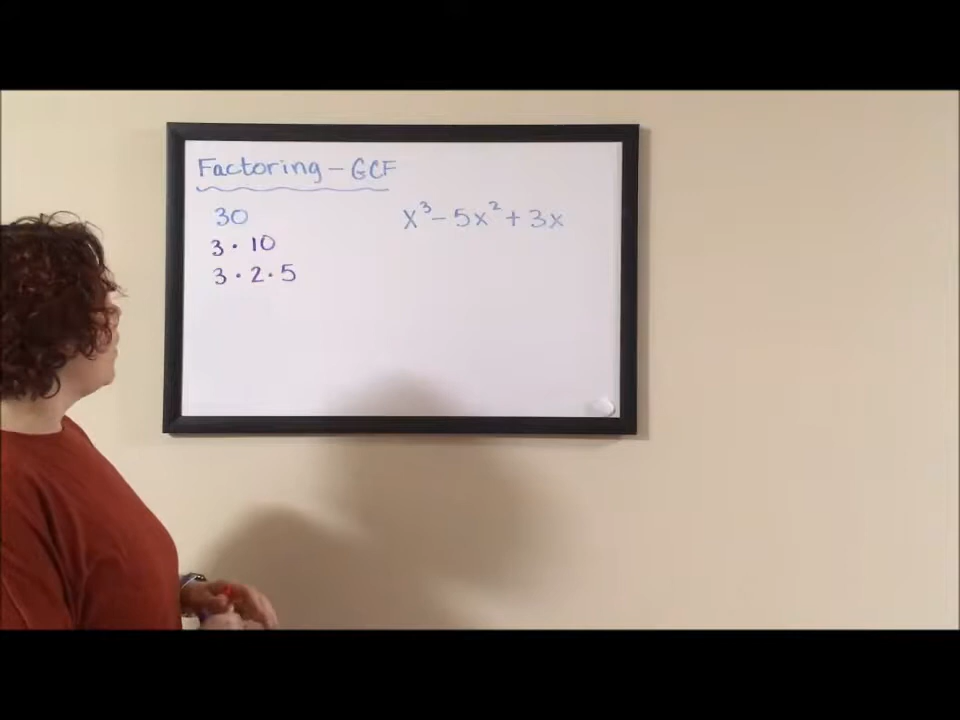 Factoring – GCF
30
3 · 10
3 · 2 · 5
x³ – 5x² + 3x